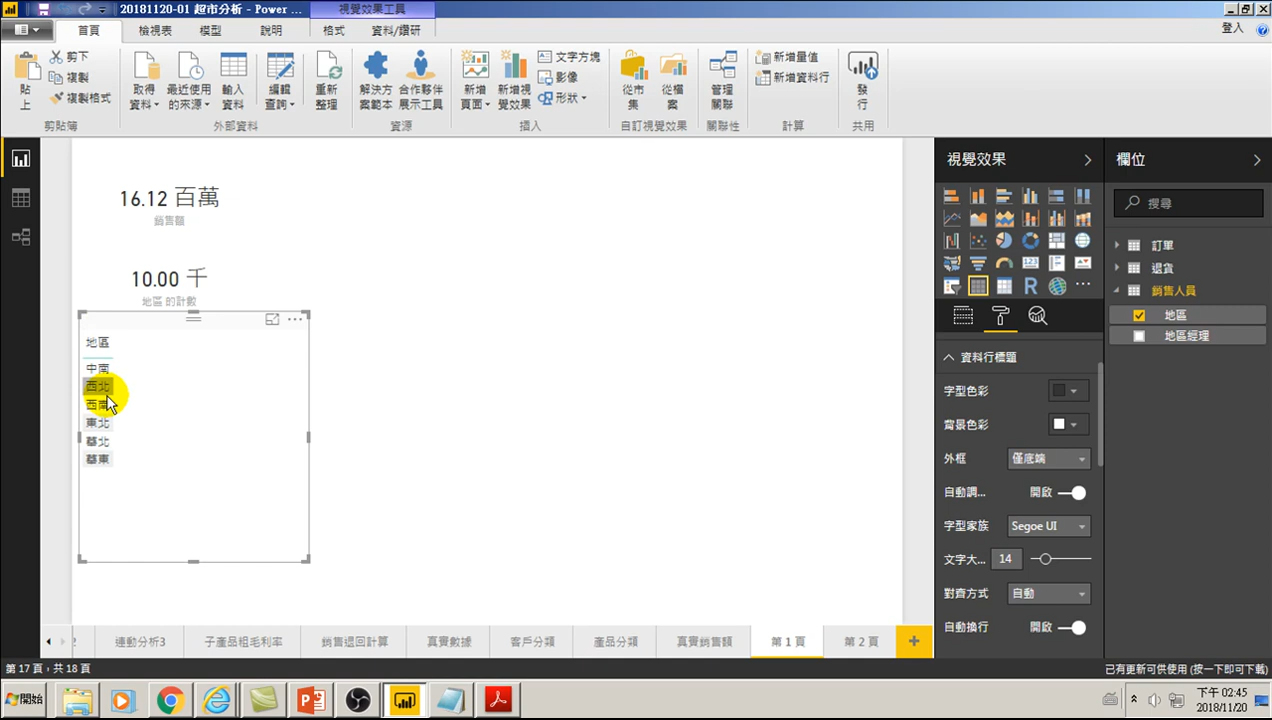 20181120-01 超市分析 - Power ...
視覺效果工具
首頁
檢視表
模型
說明
格式
資料/鑽研
登入
貼上
剪下
複製
複製格式
剪貼簿
取得資料
最近使用的來源
輸入資料
編輯查詢
重新整理
外部資料
解決方案範本
合作夥伴展示工具
資源
新增頁面
新增視覺效果
文字方塊
影像
形狀
插入
從市集
從檔案
自訂視覺效果
管理關聯
關聯性
新增量值
新增資料行
計算
發行
共用
16.12 百萬
銷售額
10.00 千
地區 的計數
地區
中南
西北
西南
東北
華北
華東
視覺效果
123
R
資料行標題
字型色彩
背景色彩
外框
僅底端
自動調...
開啟
字型家族
Segoe UI
文字大...
14
對齊方式
自動
自動換行
開啟
欄位
搜尋
訂單
退貨
銷售人員
地區
地區經理
連動分析3
子產品粗毛利率
銷售退回計算
真實數據
客戶分類
產品分類
真實銷售額
第 1 頁
第 2 頁
第 17 頁，共 18 頁
已有更新可供使用 (按一下即可下載)
開始
下午 02:45
2018/11/20